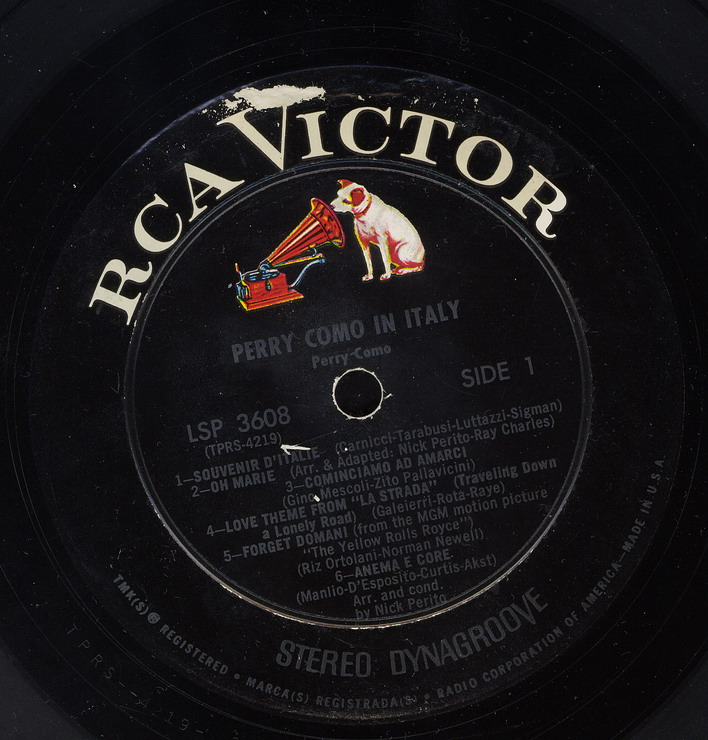 RCA VICTOR
PERRY COMO IN ITALY
Perry Como
SIDE 1
LSP 3608
(TPRS-4219)
1—SOUVENIR D'ITALIE (Carnicci-Tarabusi-Luttazzi-Sigman)
2—OH MARIE (Arr. & Adapted: Nick Perito-Ray Charles)
3—COMINCIAMO AD AMARCI
(Gino Mescoli-Zito Pallavicini)
4—LOVE THEME FROM "LA STRADA" (Traveling Down
a Lonely Road) (Galeierri-Rota-Raye)
5—FORGET DOMANI (from the MGM motion picture
"The Yellow Rolls Royce")
(Riz Ortolani-Norman Newell)
6—ANEMA E CORE
(Manlio-D'Esposito-Curtis-Akst)
Arr. and cond.
by Nick Perito
STEREO DYNAGROOVE
TMK(S) ® REGISTERED • MARCA(S) REGISTRADA(S) • RADIO CORPORATION OF AMERICA—MADE IN U.S.A.